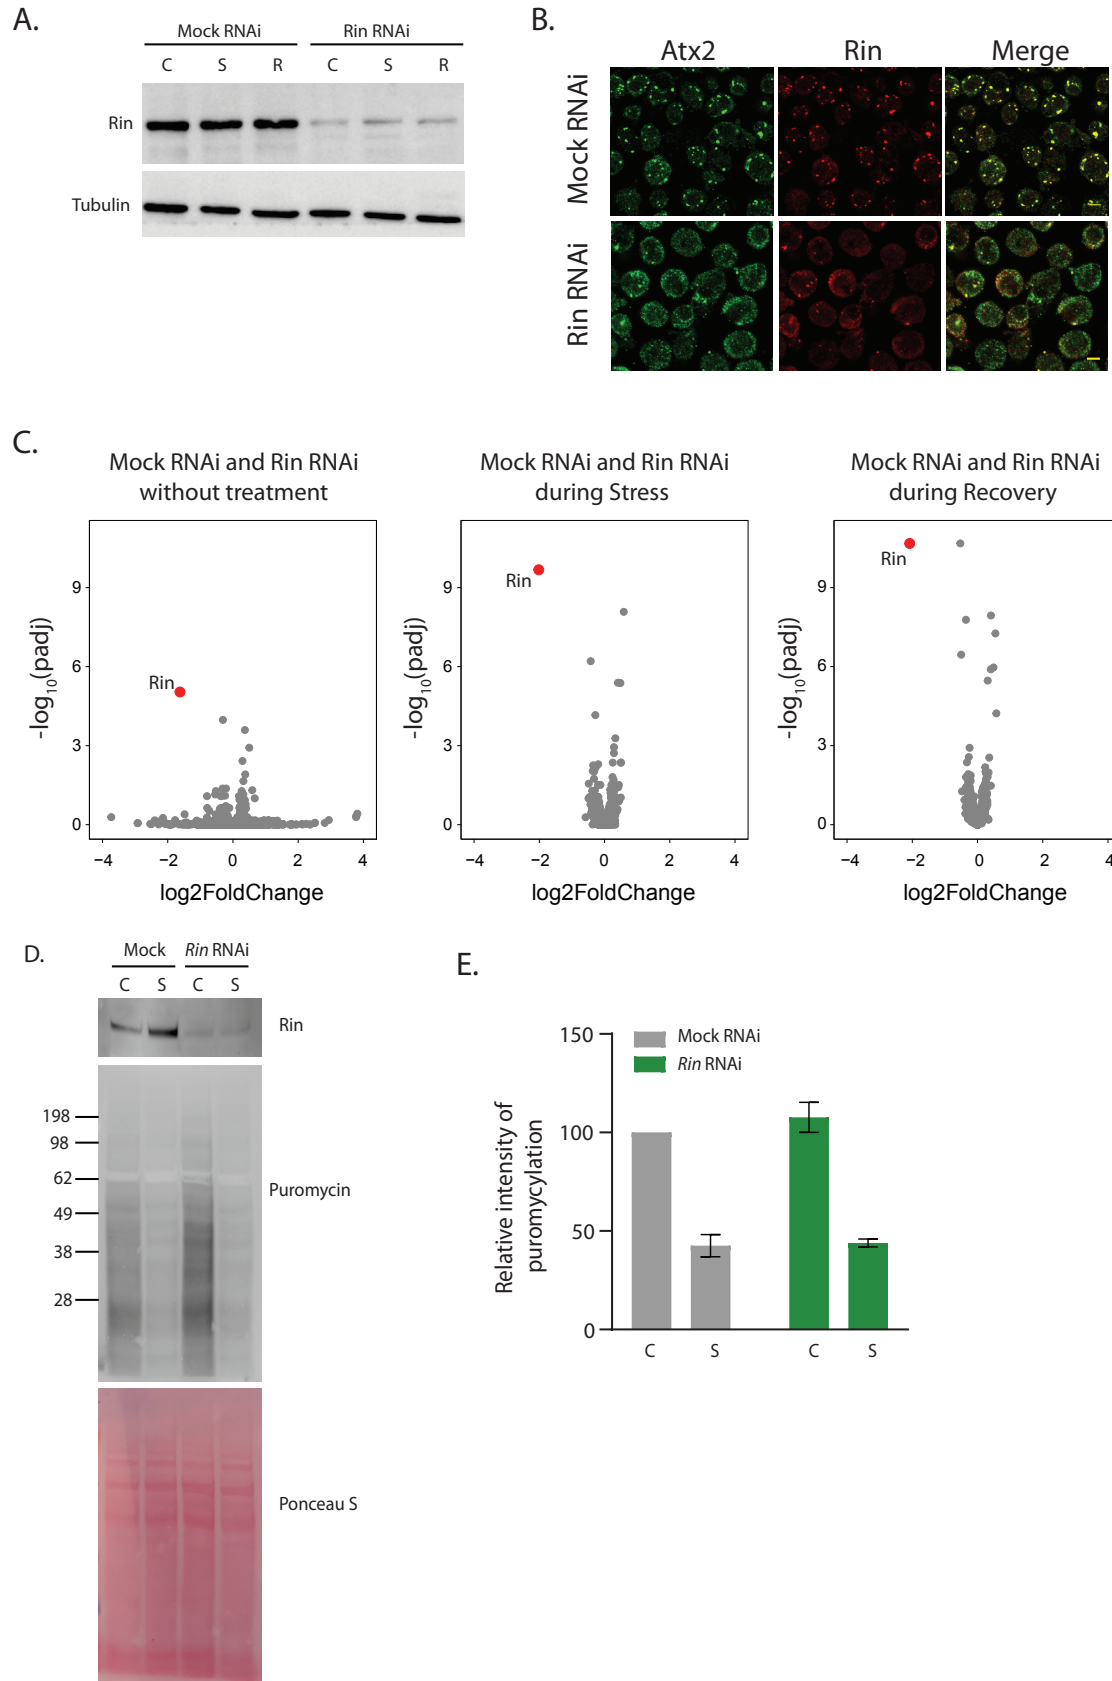 A.
Mock RNAi Rin RNAi
C S R C S R
Rin
Tubulin
B.
Atx2 Rin Merge
Mock RNAi
Rin RNAi
C.
Mock RNAi and Rin RNAi
without treatment
-log10(padj)
9
6
3
0
Rin
−4 −2 0 2 4
log2FoldChange
Mock RNAi and Rin RNAi
during Stress
-log10(padj)
9
6
3
0
Rin
−4 −2 0 2 4
log2FoldChange
Mock RNAi and Rin RNAi
during Recovery
-log10(padj)
9
6
3
0
Rin
−4 −2 0 2 4
log2FoldChange
D.
Mock Rin RNAi
C S C S
Rin
198
98
62
49
38
28
Puromycin
Ponceau S
E.
Relative intensity of
puromycylation
150
100
50
0
Mock RNAi
Rin RNAi
C S C S